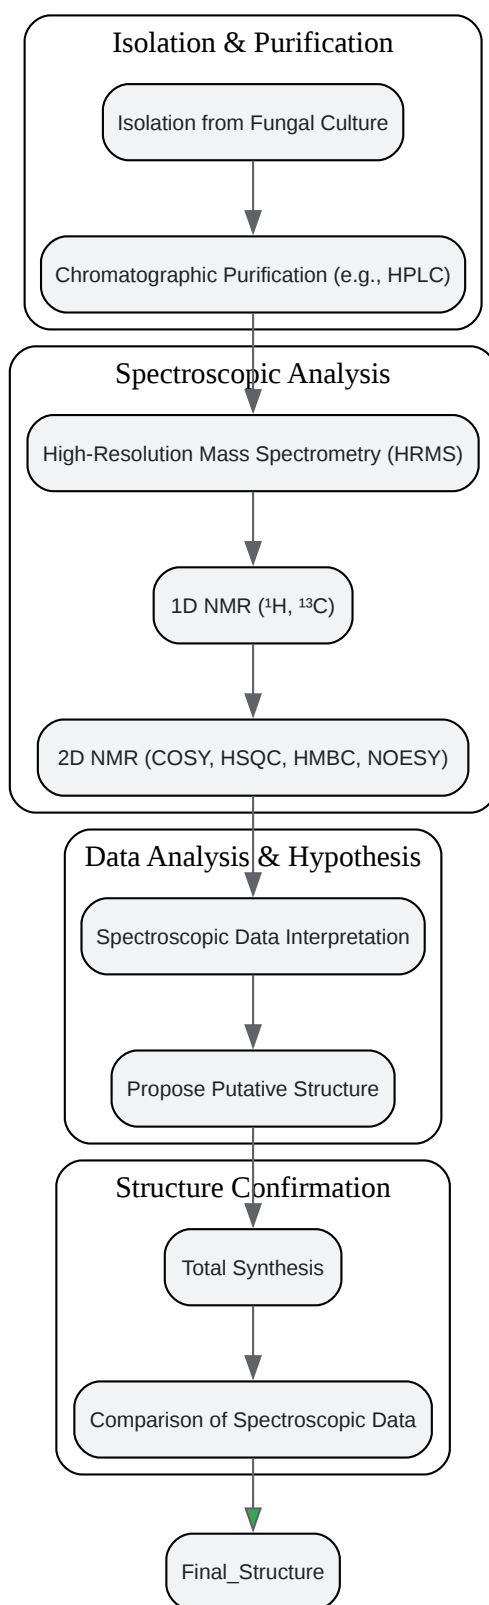 Isolation & Purification
Isolation from Fungal Culture
Chromatographic Purification (e.g., HPLC)
Spectroscopic Analysis
High-Resolution Mass Spectrometry (HRMS)
1D NMR (¹H, ¹³C)
2D NMR (COSY, HSQC, HMBC, NOESY)
Data Analysis & Hypothesis
Spectroscopic Data Interpretation
Propose Putative Structure
Structure Confirmation
Total Synthesis
Comparison of Spectroscopic Data
Final_Structure